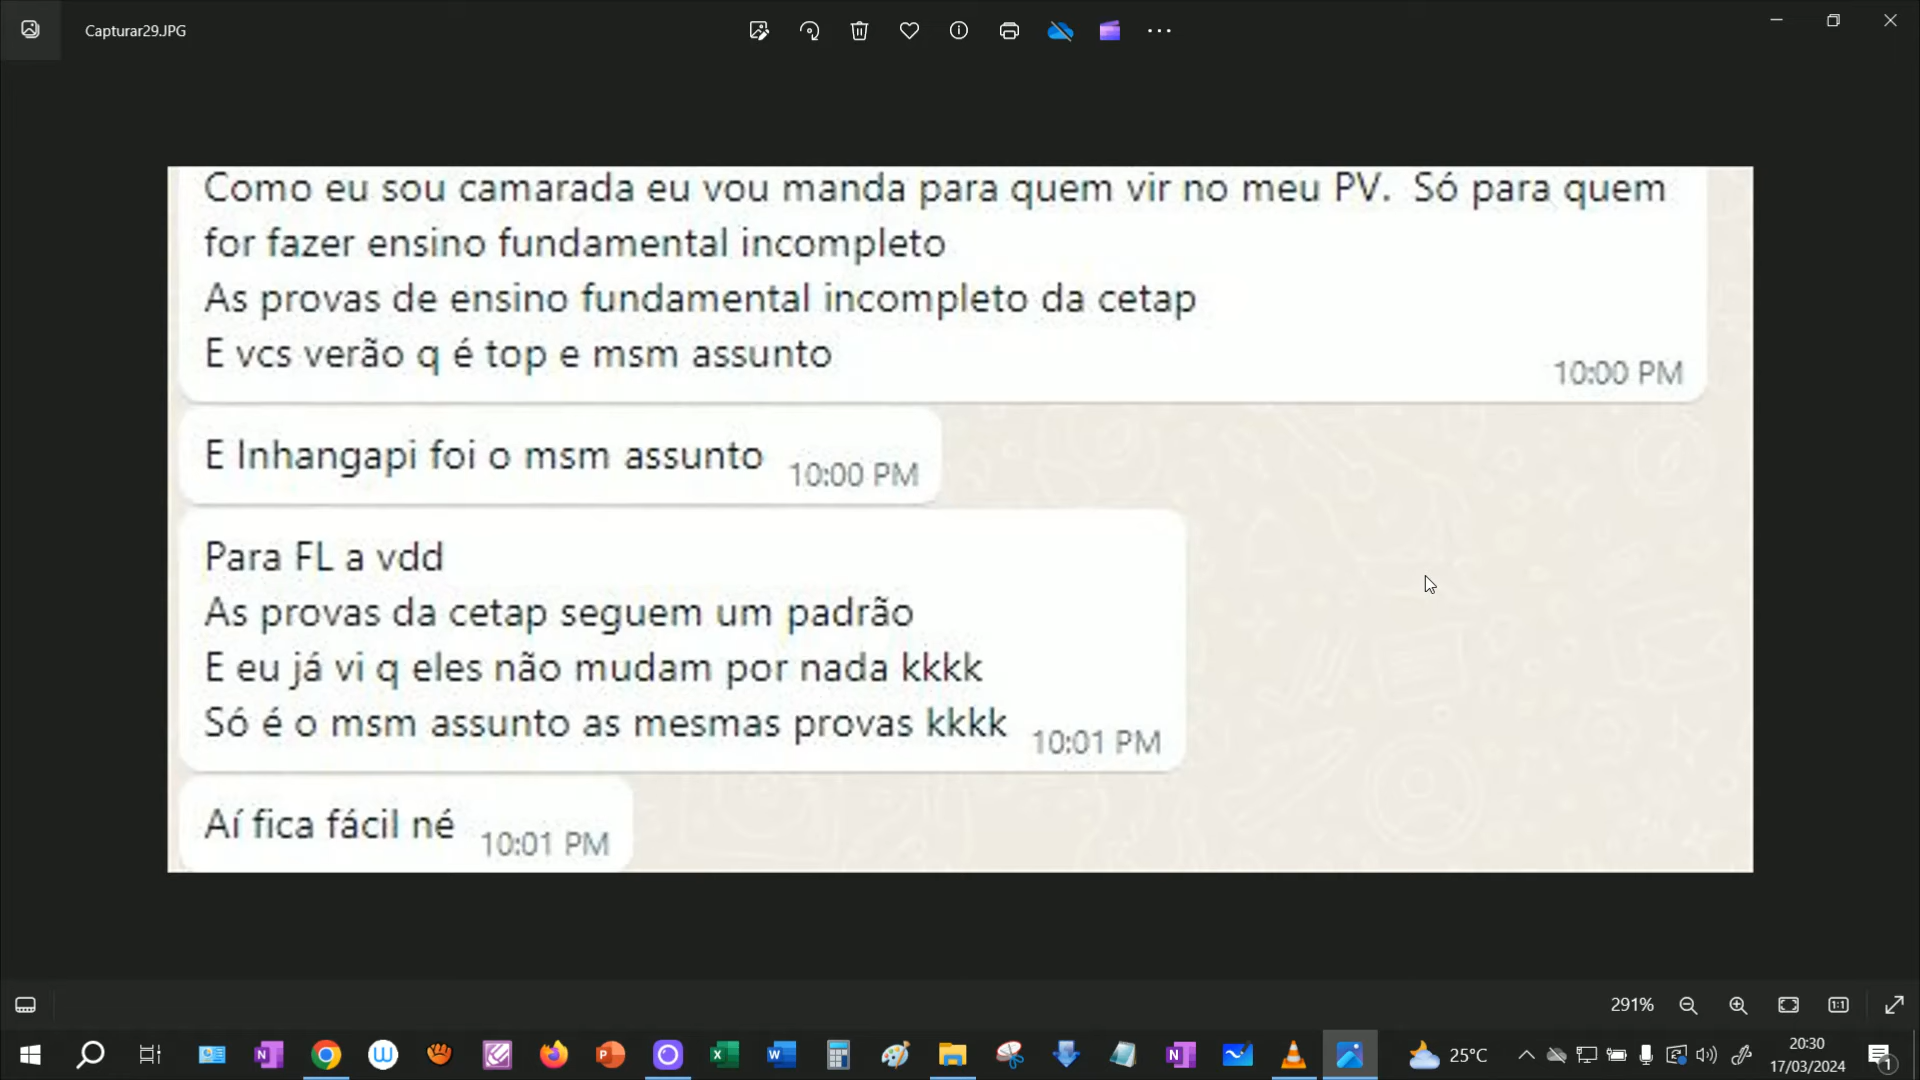 Capturar29.JPG
Como eu sou camarada eu vou manda para quem vir no meu PV. Só para quem
for fazer ensino fundamental incompleto
As provas de ensino fundamental incompleto da cetap
E vcs verão q é top e msm assunto
10:00 PM
E Inhangapi foi o msm assunto 10:00 PM
Para FL a vdd
As provas da cetap seguem um padrão
E eu já vi q eles não mudam por nada kkkk
Só é o msm assunto as mesmas provas kkkk 10:01 PM
Aí fica fácil né 10:01 PM
291%
1:1
25°C
20:30
17/03/2024
1